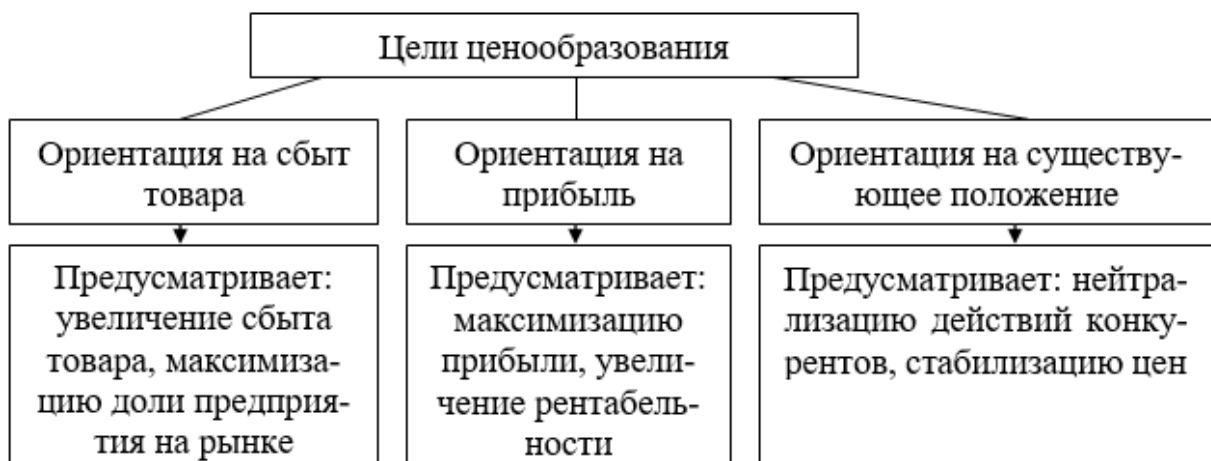 Цели ценообразования
Ориентация на сбыт
товара
Ориентация на
прибыль
Ориентация на существу-
ющее положение
Предусматривает:
увеличение сбыта
товара, максимиза-
цию доли предприя-
тия на рынке
Предусматривает:
максимизацию
прибыли, увели-
чение рентабель-
ности
Предусматривает: нейтра-
лизацию действий конку-
рентов, стабилизацию цен